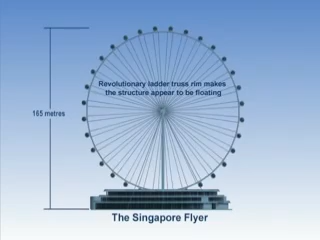 Revolutionary ladder truss rim makes
the structure appear to be floating
165 metres
The Singapore Flyer